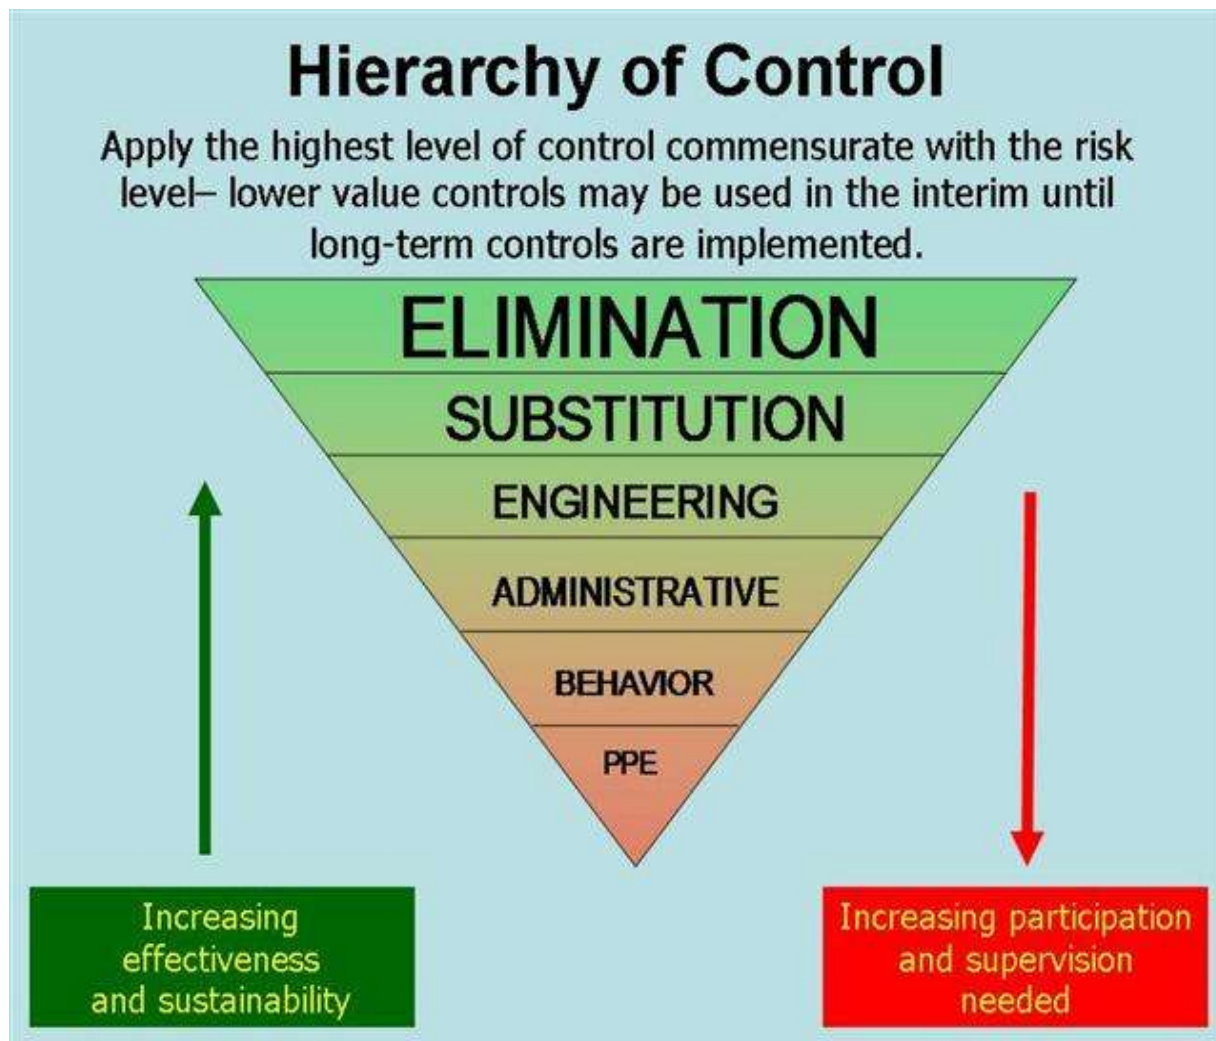 Hierarchy of Control
Apply the highest level of control commensurate with the risk
level– lower value controls may be used in the interim until
long-term controls are implemented.
ELIMINATION
SUBSTITUTION
ENGINEERING
ADMINISTRATIVE
BEHAVIOR
PPE
Increasing
effectiveness
and sustainability
Increasing participation
and supervision
needed